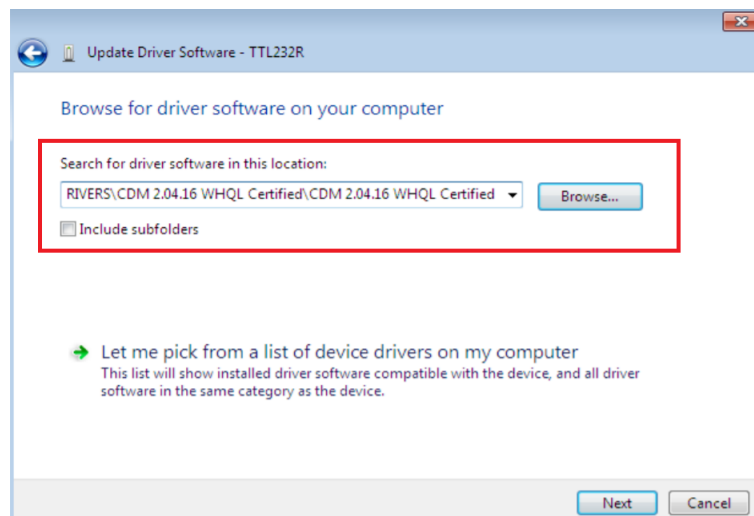 Update Driver Software - TTL232R
Browse for driver software on your computer
Search for driver software in this location:
RIVERS\CDM 2.04.16 WHQL Certified\CDM 2.04.16 WHQL Certified
Browse...
Include subfolders
Let me pick from a list of device drivers on my computer
This list will show installed driver software compatible with the device, and all driver
software in the same category as the device.
Next
Cancel